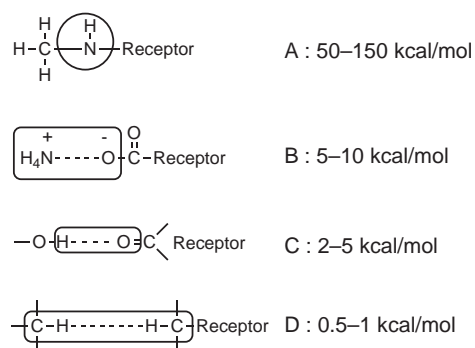 H H
H–C–N–Receptor A : 50–150 kcal/mol
H
+ - O
H₄N-----O–C–Receptor B : 5–10 kcal/mol
–O–H----O=C Receptor C : 2–5 kcal/mol
–C–H--------H–C–Receptor D : 0.5–1 kcal/mol